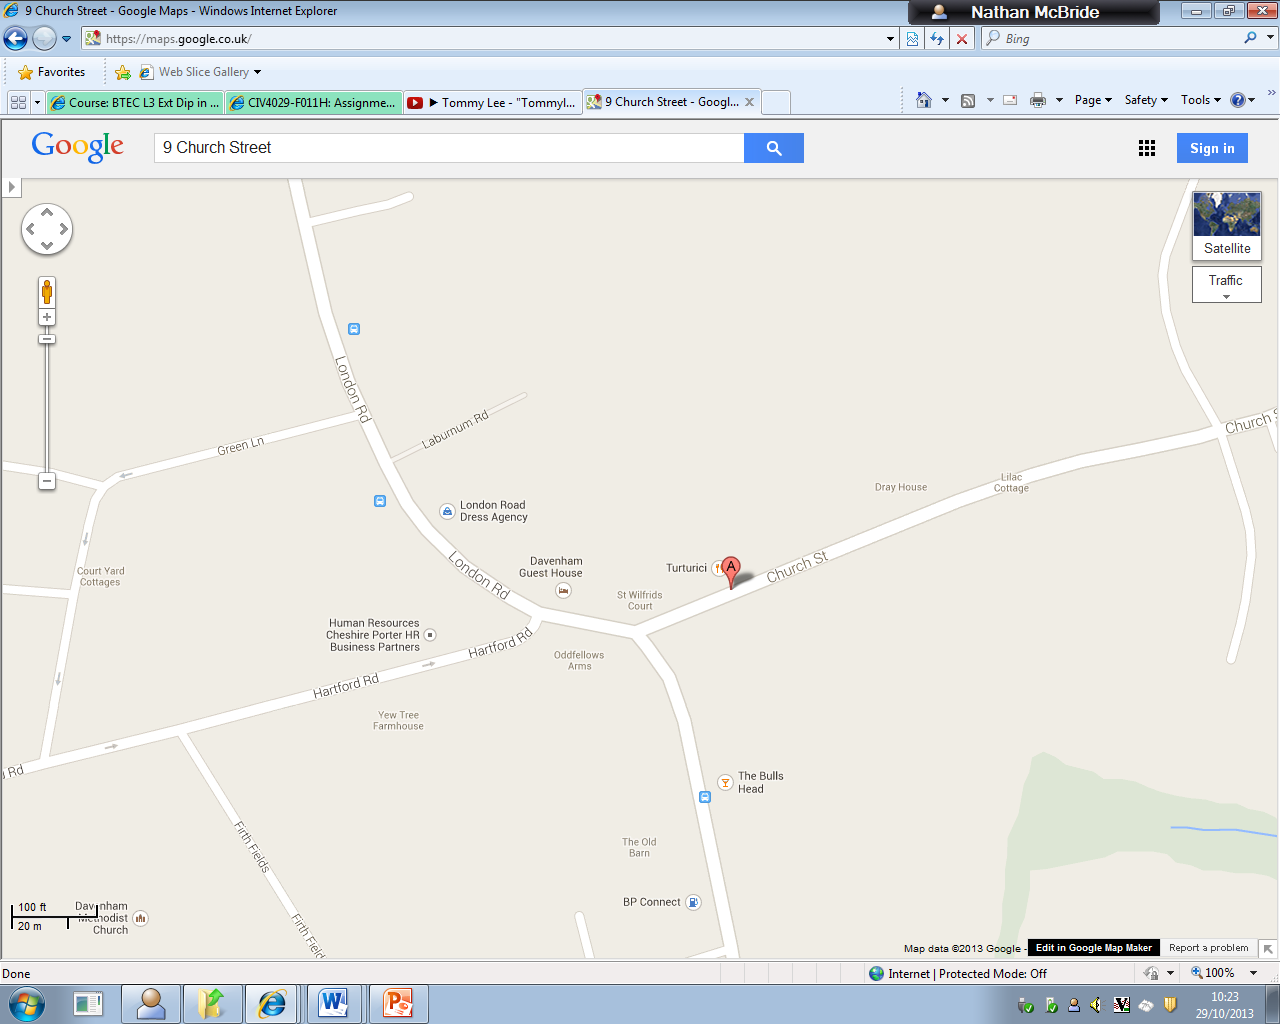 9 Church Street - Google Maps - Windows Internet Explorer
Nathan McBride
https://maps.google.co.uk/
Bing
Favorites
Web Slice Gallery
Course: BTEC L3 Ext Dip in ...
CIV4029-F011H: Assignme...
Tommy Lee - "Tommyl...
9 Church Street - Googl...
Page
Safety
Tools
Google
9 Church Street
Sign in
Satellite
Traffic
London Rd
Laburnum Rd
Green Ln
Church S
Dray House
Lilac
Cottage
London Road
Dress Agency
Davenham
Guest House
London Rd
Turturici
A
Church St
Court Yard
Cottages
St Wilfrids
Court
Human Resources
Cheshire Porter HR
Business Partners
Hartford Rd
Oddfellows
Arms
Hartford Rd
Yew Tree
Farmhouse
Rd
The Bulls
Head
Firth Fields
The Old
Barn
BP Connect
100 ft
20 m
Davenham
Methodist
Church
Firth Field
Map data ©2013 Google -
Edit in Google Map Maker
Report a problem
Done
Internet | Protected Mode: Off
100%
10:23
29/10/2013